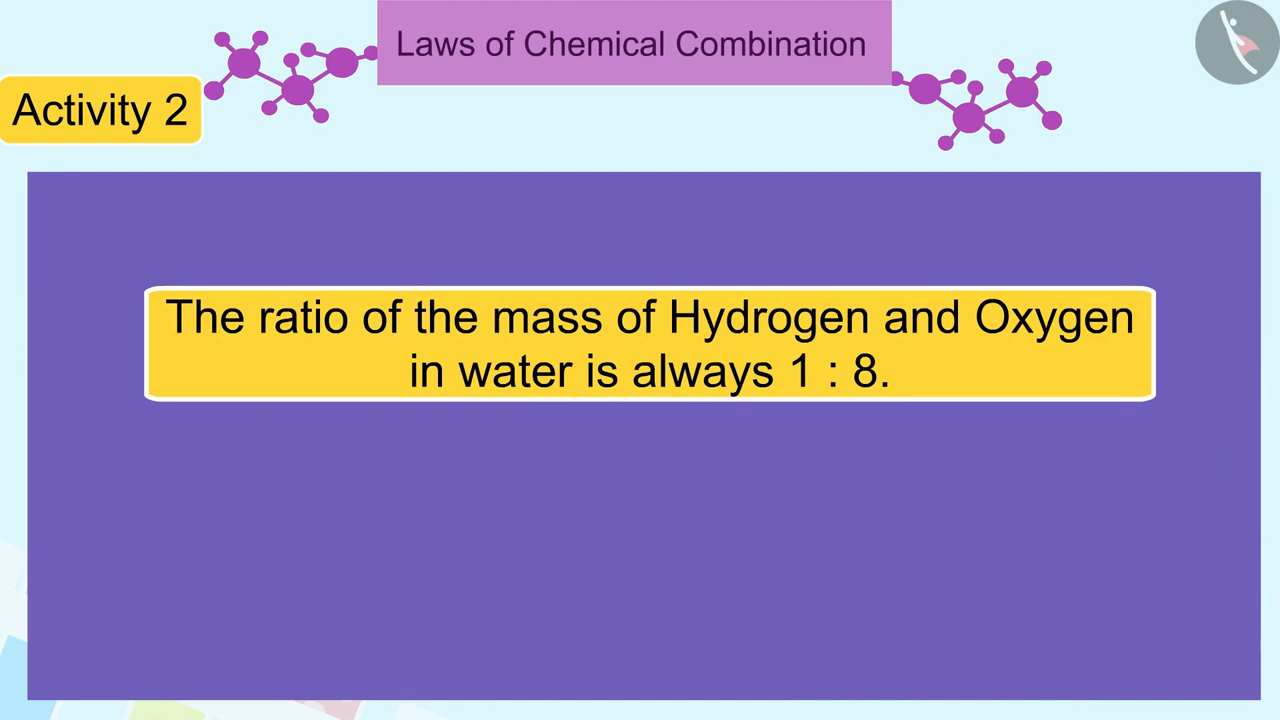 Laws of Chemical Combination
Activity 2
The ratio of the mass of Hydrogen and Oxygen
in water is always 1 : 8.